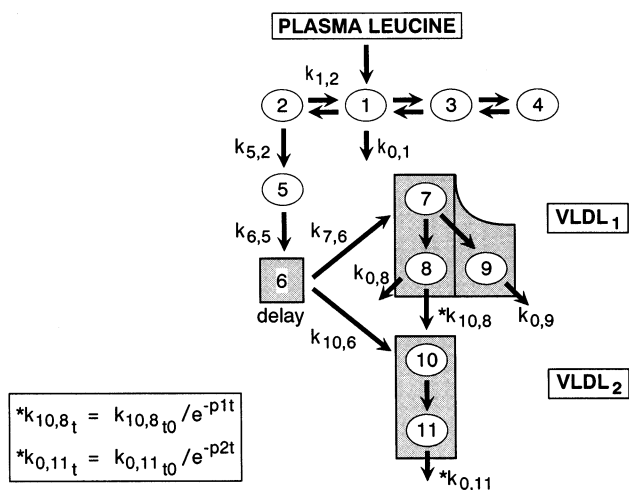 PLASMA LEUCINE
k1,2
2 1 3 4
k5,2 k0,1
5
k6,5 k7,6 7 VLDL1
6 k0,8 8 9
delay *k10,8 k0,9
k10,6
10 VLDL2
11
*k0,11
*k10,8t = k10,8t0/e-p1t
*k0,11t = k0,11t0/e-p2t